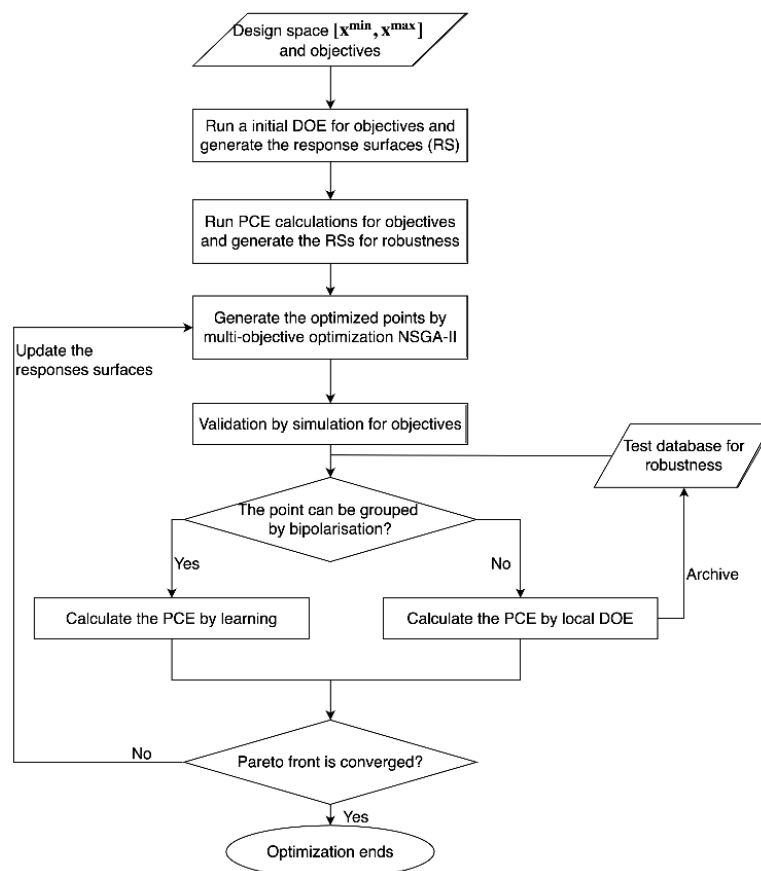 Design space [x^min, x^max]
and objectives
Run a initial DOE for objectives and
generate the response surfaces (RS)
Run PCE calculations for objectives
and generate the RSs for robustness
Generate the optimized points by
multi-objective optimization NSGA-II
Update the
responses surfaces
Validation by simulation for objectives
Test database for
robustness
The point can be grouped
by bipolarisation?
Yes
No
Archive
Calculate the PCE by learning
Calculate the PCE by local DOE
No
Pareto front is converged?
Yes
Optimization ends